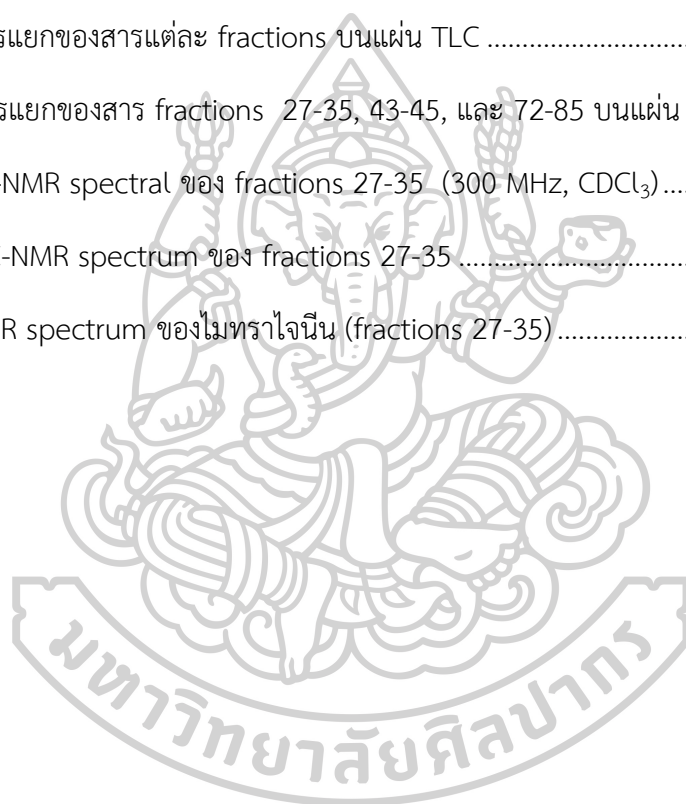 รแยกของสารแต่ละ fractions บนแผ่น TLC ............................
รแยกของสาร fractions 27-35, 43-45, และ 72-85 บนแผ่น
-NMR spectral ของ fractions 27-35 (300 MHz, CDCl₃) ....
-NMR spectrum ของ fractions 27-35 ................................
R spectrum ของไมทราไจนีน (fractions 27-35) ..................
มหาวิทยาลัยศิลปากร